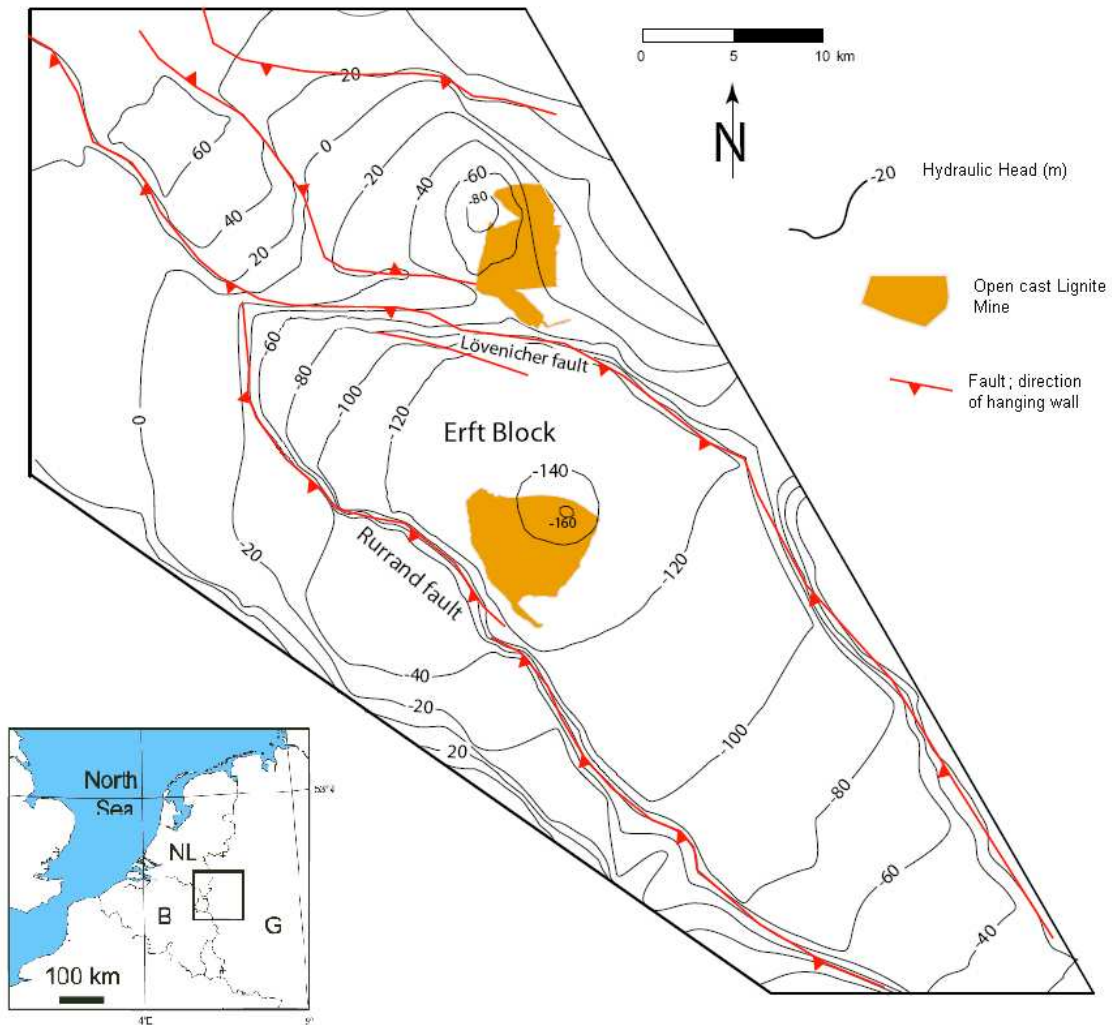 0 5 10 km
N
-20 Hydraulic Head (m)
Open cast Lignite
Mine
Fault; direction
of hanging wall
20
0
60
-20
-40
-60
-80
40
20
Lövenicher fault
60
-80
-100
-120
0
Erft Block
-140
-160
-120
Rurrand fault
-20
-40
-20
20
-100
-80
-60
-40
North
Sea
NL
B
G
100 km
4°E
9°